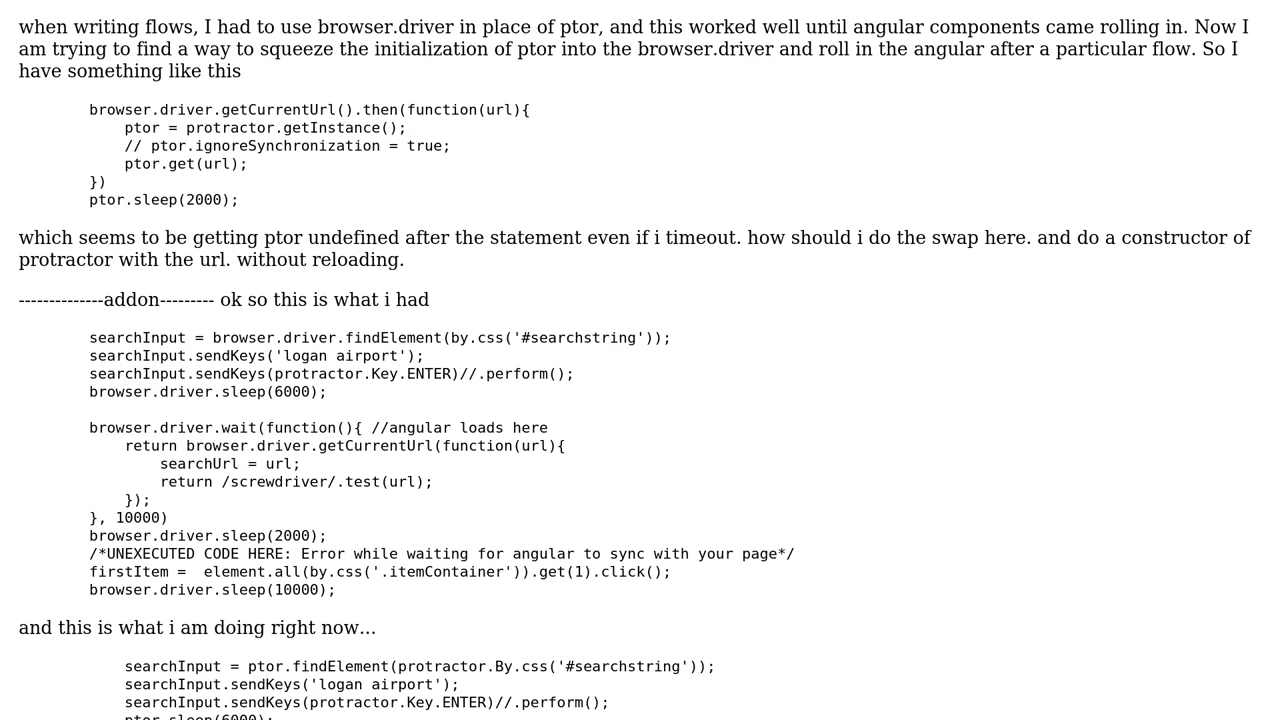 when writing flows, I had to use browser.driver in place of ptor, and this worked well until angular components came rolling in. Now I
am trying to find a way to squeeze the initialization of ptor into the browser.driver and roll in the angular after a particular flow. So I
have something like this
browser.driver.getCurrentUrl().then(function(url){
ptor = protractor.getInstance();
// ptor.ignoreSynchronization = true;
ptor.get(url);
})
ptor.sleep(2000);
which seems to be getting ptor undefined after the statement even if i timeout. how should i do the swap here. and do a constructor of
protractor with the url. without reloading.
--------------addon--------- ok so this is what i had
searchInput = browser.driver.findElement(by.css('#searchstring'));
searchInput.sendKeys('logan airport');
searchInput.sendKeys(protractor.Key.ENTER)//.perform();
browser.driver.sleep(6000);
browser.driver.wait(function(){ //angular loads here
return browser.driver.getCurrentUrl(function(url){
searchUrl = url;
return /screwdriver/.test(url);
});
}, 10000)
browser.driver.sleep(2000);
/*UNEXECUTED CODE HERE: Error while waiting for angular to sync with your page*/
firstItem =  element.all(by.css('.itemContainer')).get(1).click();
browser.driver.sleep(10000);
and this is what i am doing right now...
searchInput = ptor.findElement(protractor.By.css('#searchstring'));
searchInput.sendKeys('logan airport');
searchInput.sendKeys(protractor.Key.ENTER)//.perform();
ptor.sleep(6000);